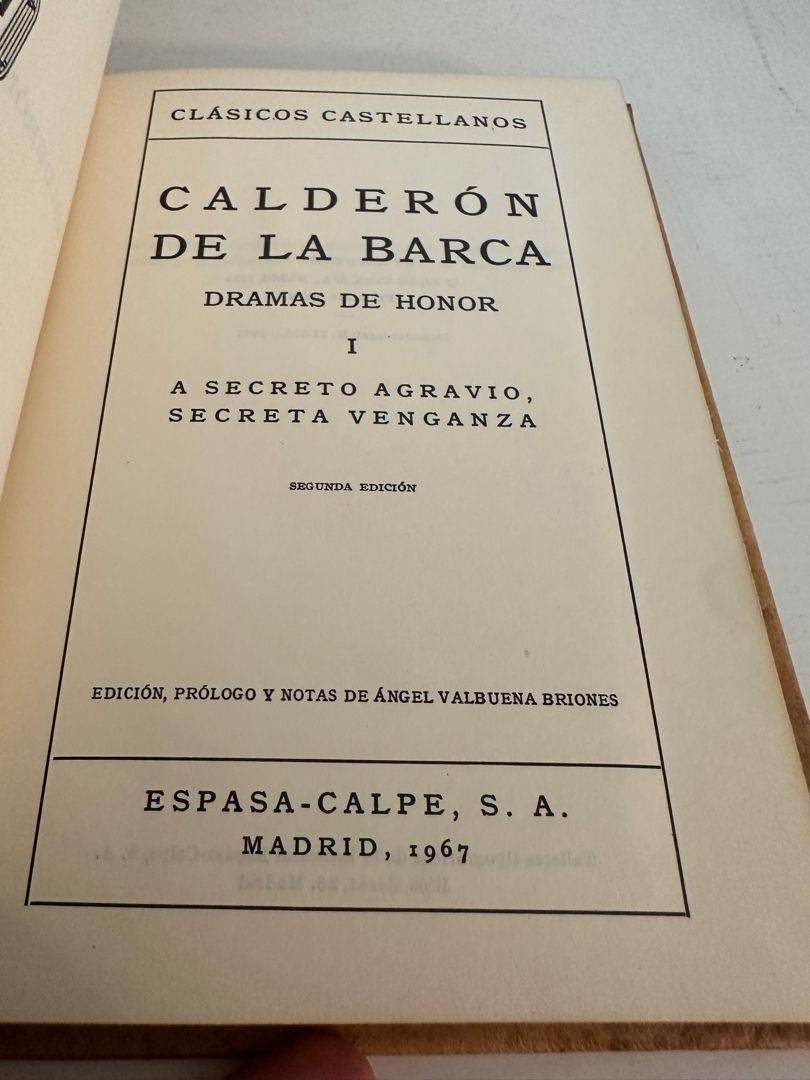 CLÁSICOS CASTELLANOS
CALDERÓN
DE LA BARCA
DRAMAS DE HONOR
I
A SECRETO AGRAVIO,
SECRETA VENGANZA
SEGUNDA EDICIÓN
EDICIÓN, PRÓLOGO Y NOTAS DE ÁNGEL VALBUENA BRIONES
ESPASA-CALPE, S. A.
MADRID, 1967